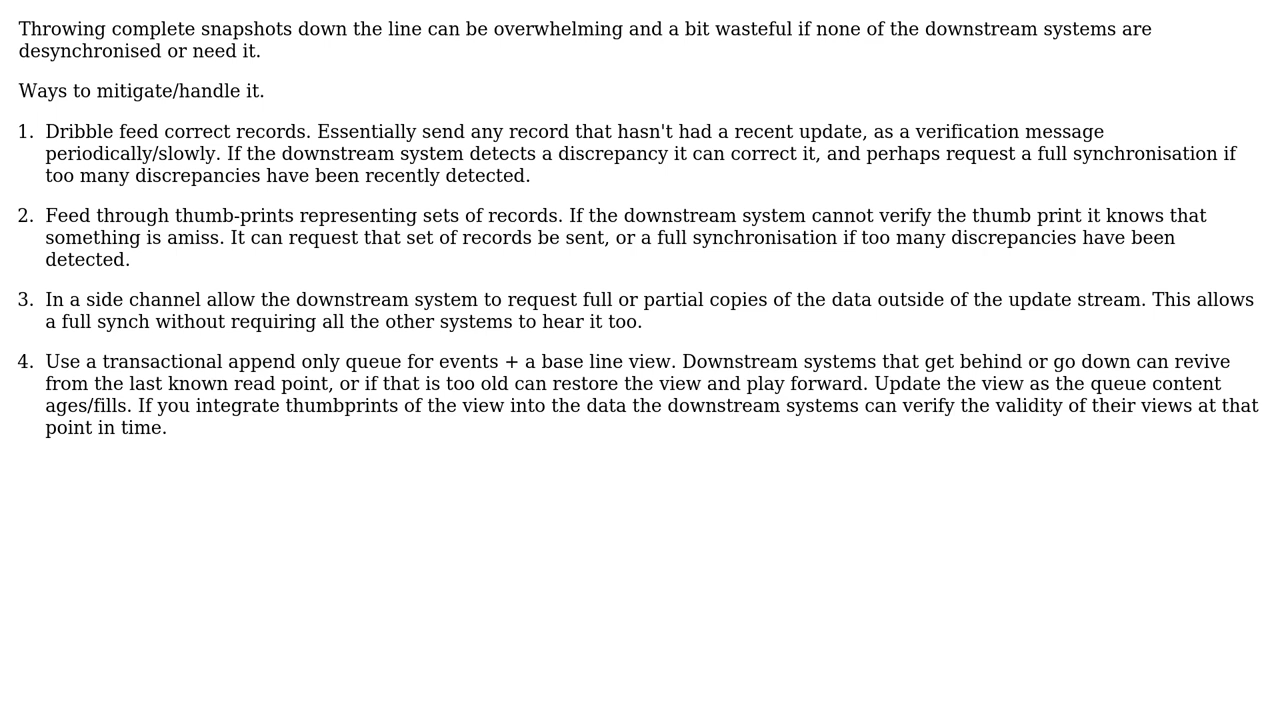 Throwing complete snapshots down the line can be overwhelming and a bit wasteful if none of the downstream systems are
desynchronised or need it.
Ways to mitigate/handle it.
1. Dribble feed correct records. Essentially send any record that hasn't had a recent update, as a verification message
periodically/slowly. If the downstream system detects a discrepancy it can correct it, and perhaps request a full synchronisation if
too many discrepancies have been recently detected.
2. Feed through thumb-prints representing sets of records. If the downstream system cannot verify the thumb print it knows that
something is amiss. It can request that set of records be sent, or a full synchronisation if too many discrepancies have been
detected.
3. In a side channel allow the downstream system to request full or partial copies of the data outside of the update stream. This allows
a full synch without requiring all the other systems to hear it too.
4. Use a transactional append only queue for events + a base line view. Downstream systems that get behind or go down can revive
from the last known read point, or if that is too old can restore the view and play forward. Update the view as the queue content
ages/fills. If you integrate thumbprints of the view into the data the downstream systems can verify the validity of their views at that
point in time.